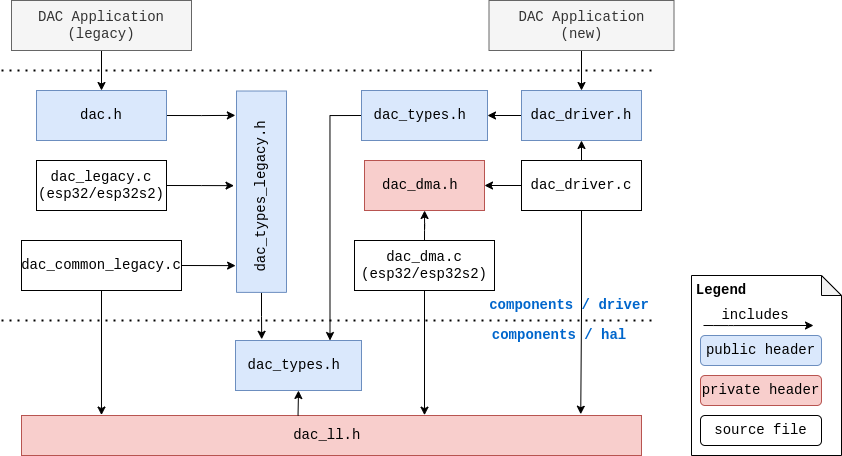 DAC Application
(legacy)
DAC Application
(new)
dac.h
dac_types_legacy.h
dac_types.h
dac_driver.h
dac_legacy.c
(esp32/esp32s2)
dac_dma.h
dac_driver.c
dac_common_legacy.c
dac_dma.c
(esp32/esp32s2)
components / driver
components / hal
dac_types.h
dac_ll.h
Legend
includes
public header
private header
source file